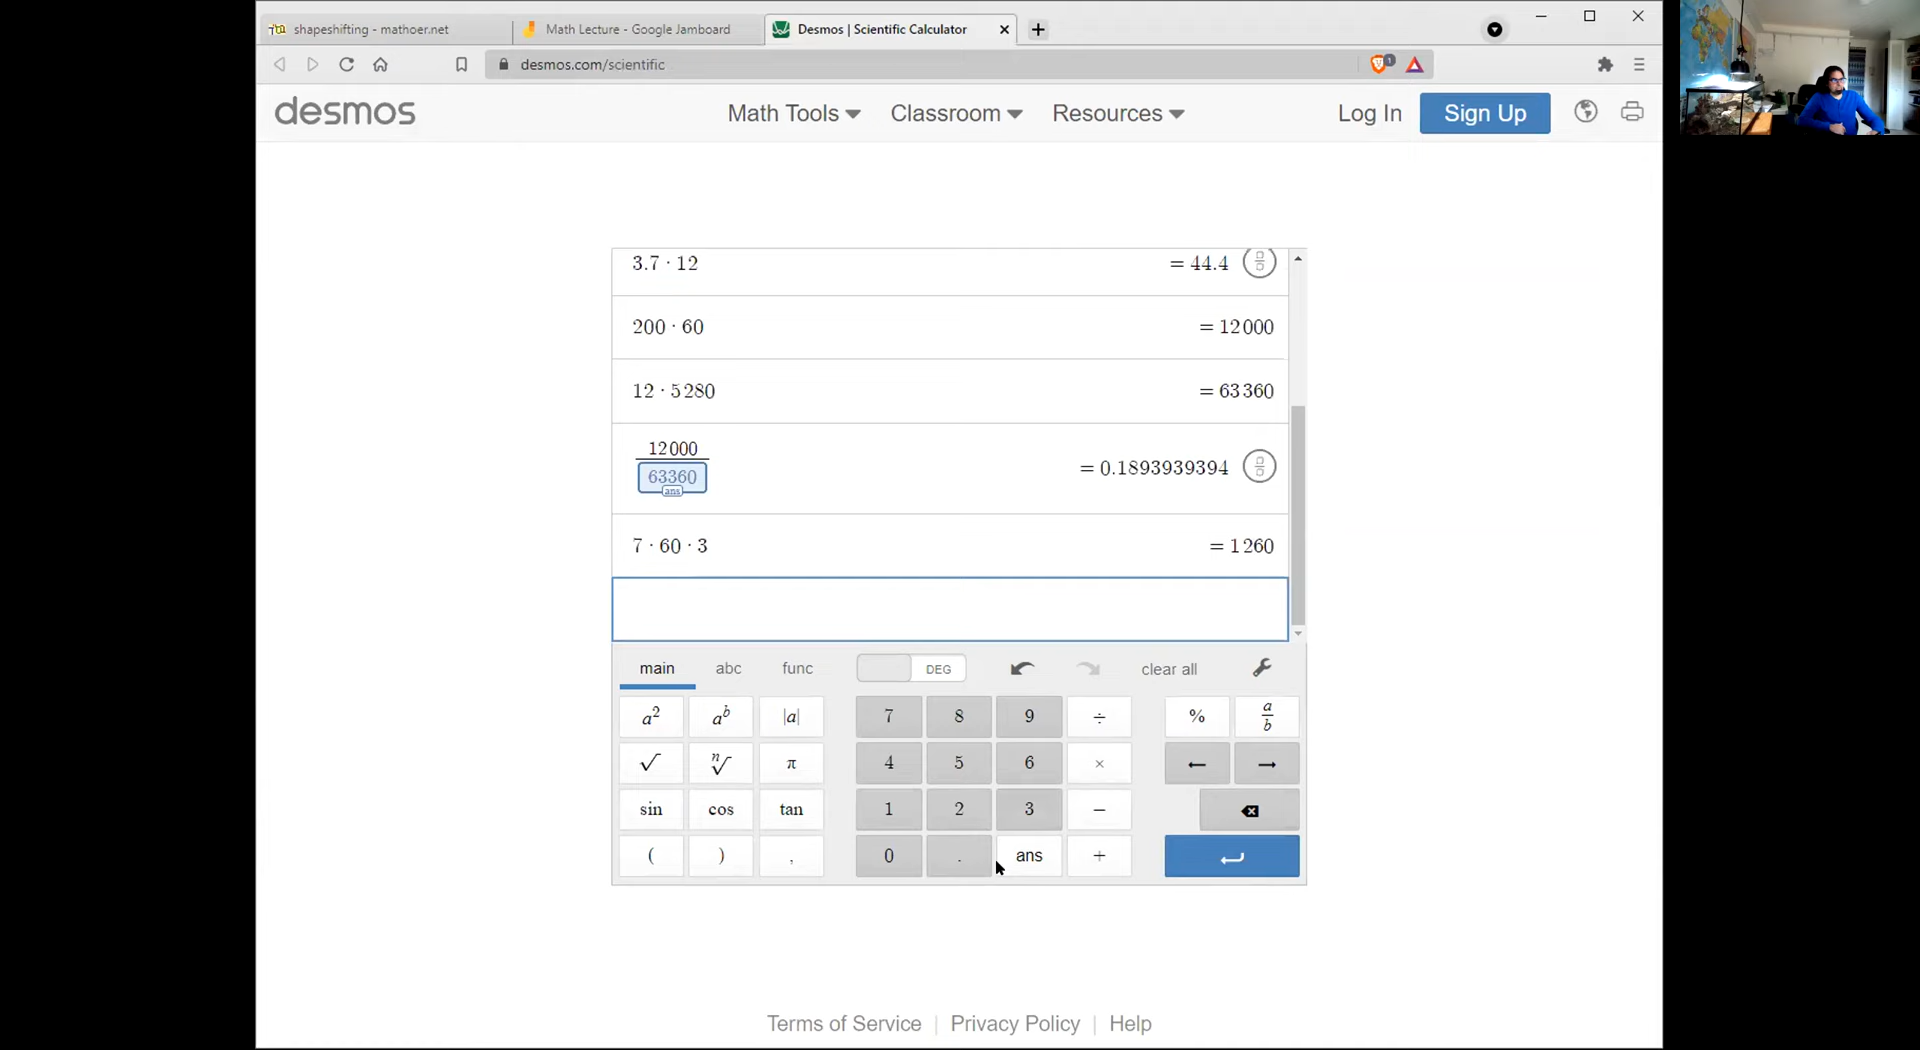 shapeshifting - mathoer.net
Math Lecture - Google Jamboard
Desmos | Scientific Calculator
desmos.com/scientific
1
desmos
Math Tools
Classroom
Resources
Log In
Sign Up
3.7 · 12
= 44.4
200 · 60
= 12000
12 · 5280
= 63360
12000
63360
ans
= 0.1893939394
7 · 60 · 3
= 1260
main
abc
func
DEG
clear all
a² aᵇ |a| 7 8 9 ÷ % a/b
√ ⁿ√ π 4 5 6 × ← →
sin cos tan 1 2 3 −
( ) , 0 . ans +
Terms of Service | Privacy Policy | Help